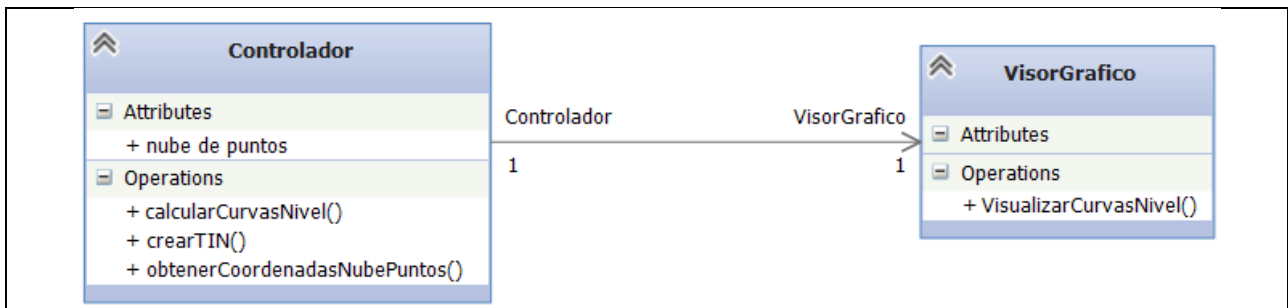 Controlador
Attributes
+ nube de puntos
Operations
+ calcularCurvasNivel()
+ crearTIN()
+ obtenerCoordenadasNubePuntos()
Controlador
1
VisorGrafico
1
VisorGrafico
Attributes
Operations
+ VisualizarCurvasNivel()